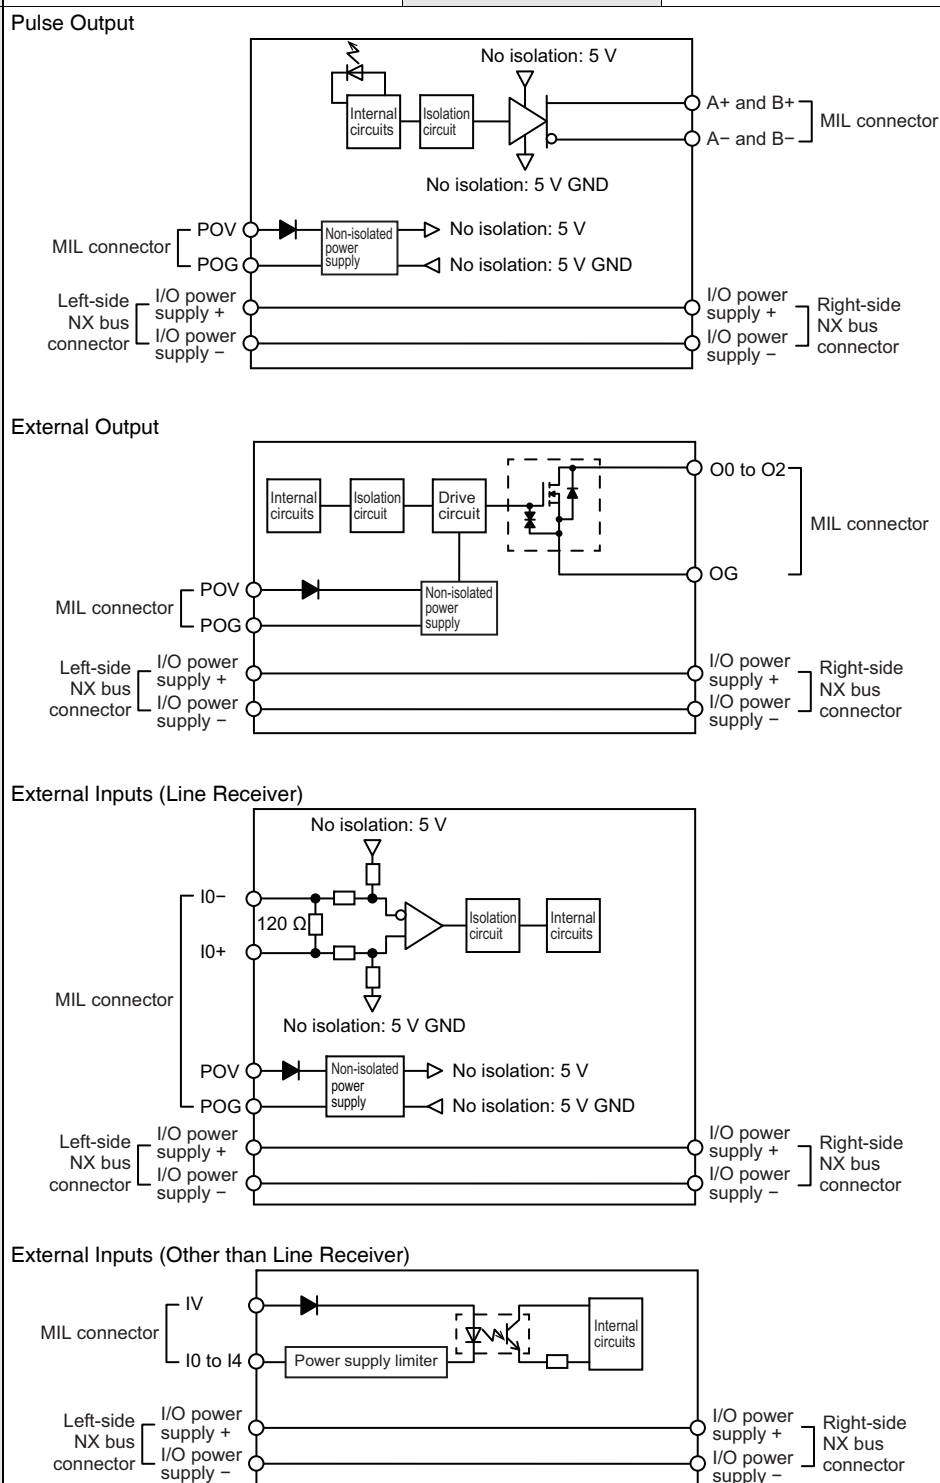 Pulse Output
No isolation: 5 V
Internal
circuits
Isolation
circuit
A+ and B+
A− and B−
MIL connector
No isolation: 5 V GND
MIL connector
POV
POG
Non-isolated
power
supply
No isolation: 5 V
No isolation: 5 V GND
Left-side
NX bus
connector
I/O power
supply +
I/O power
supply −
I/O power
supply +
I/O power
supply −
Right-side
NX bus
connector
External Output
Internal
circuits
Isolation
circuit
Drive
circuit
O0 to O2
OG
MIL connector
MIL connector
POV
POG
Non-isolated
power
supply
Left-side
NX bus
connector
I/O power
supply +
I/O power
supply −
I/O power
supply +
I/O power
supply −
Right-side
NX bus
connector
External Inputs (Line Receiver)
No isolation: 5 V
I0−
120 Ω
I0+
Isolation
circuit
Internal
circuits
MIL connector
No isolation: 5 V GND
POV
POG
Non-isolated
power
supply
No isolation: 5 V
No isolation: 5 V GND
Left-side
NX bus
connector
I/O power
supply +
I/O power
supply −
I/O power
supply +
I/O power
supply −
Right-side
NX bus
connector
External Inputs (Other than Line Receiver)
MIL connector
IV
I0 to I4
Power supply limiter
Internal
circuits
Left-side
NX bus
connector
I/O power
supply +
I/O power
supply −
I/O power
supply +
I/O power
supply −
Right-side
NX bus
connector